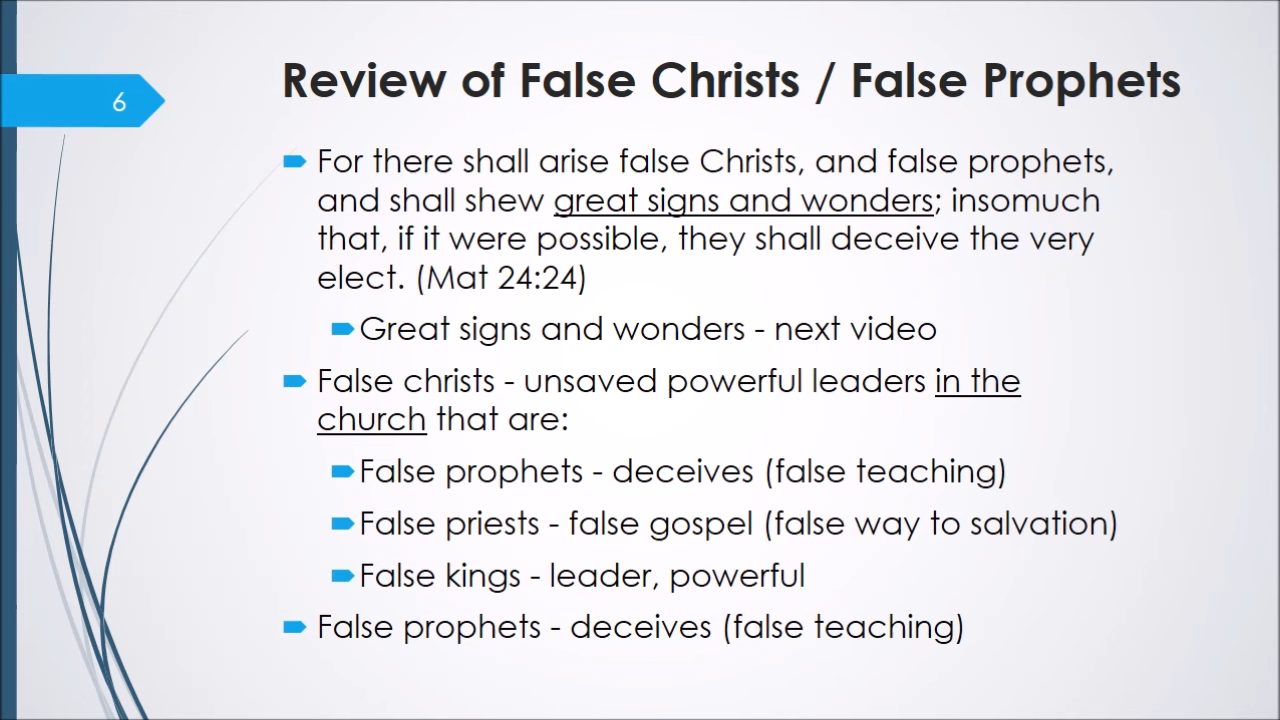 6
Review of False Christs / False Prophets
For there shall arise false Christs, and false prophets,
and shall shew great signs and wonders; insomuch
that, if it were possible, they shall deceive the very
elect. (Mat 24:24)
Great signs and wonders - next video
False christs - unsaved powerful leaders in the
church that are:
False prophets - deceives (false teaching)
False priests - false gospel (false way to salvation)
False kings - leader, powerful
False prophets - deceives (false teaching)